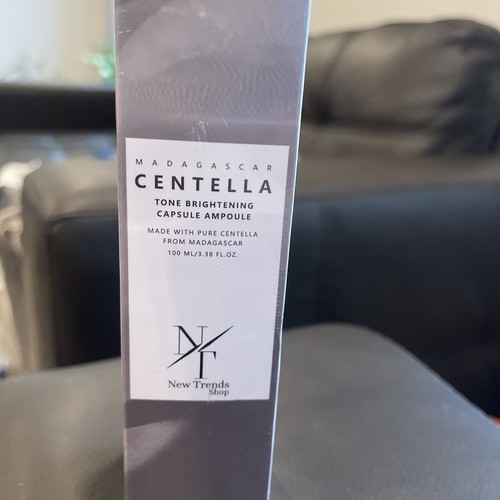 MADAGASCAR
CENTELLA
TONE BRIGHTENING
CAPSULE AMPOULE
MADE WITH PURE CENTELLA
FROM MADAGASCAR
100 ML/3.38 FL.OZ.
N/T
New Trends
Shop